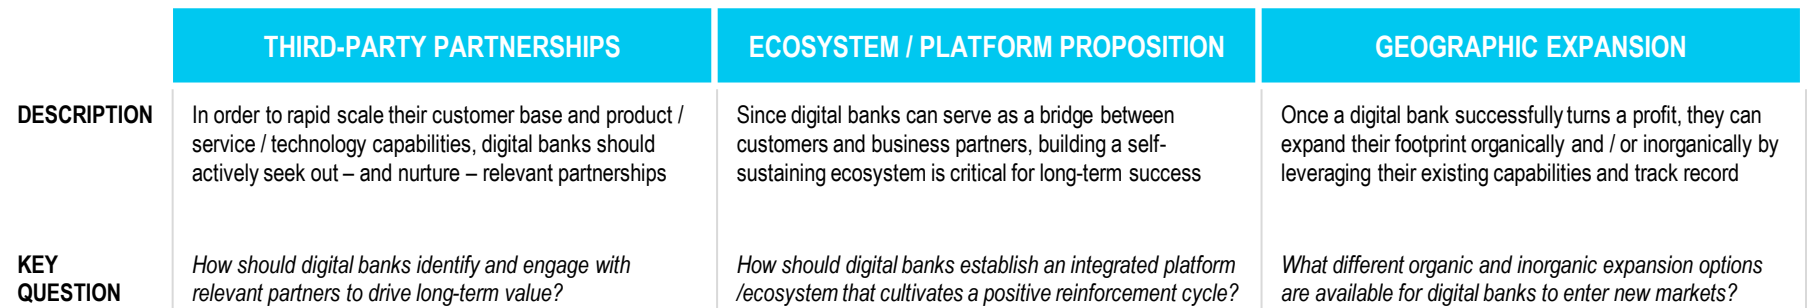 THIRD-PARTY PARTNERSHIPS
ECOSYSTEM / PLATFORM PROPOSITION
GEOGRAPHIC EXPANSION
DESCRIPTION
In order to rapid scale their customer base and product /
service / technology capabilities, digital banks should
actively seek out – and nurture – relevant partnerships
Since digital banks can serve as a bridge between
customers and business partners, building a self-
sustaining ecosystem is critical for long-term success
Once a digital bank successfully turns a profit, they can
expand their footprint organically and / or inorganically by
leveraging their existing capabilities and track record
KEY
QUESTION
How should digital banks identify and engage with
relevant partners to drive long-term value?
How should digital banks establish an integrated platform
/ecosystem that cultivates a positive reinforcement cycle?
What different organic and inorganic expansion options
are available for digital banks to enter new markets?